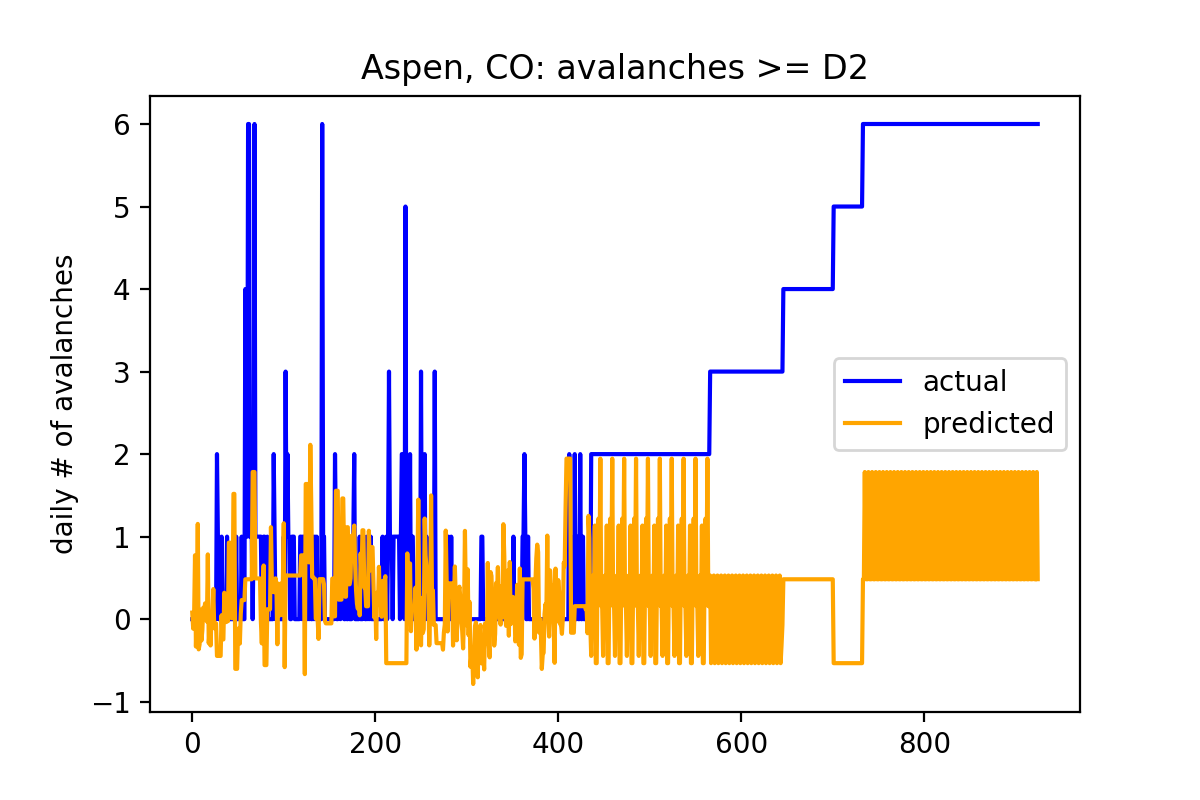 Aspen, CO: avalanches >= D2
daily # of avalanches
6
5
4
3
2
1
0
−1
actual
predicted
0 200 400 600 800